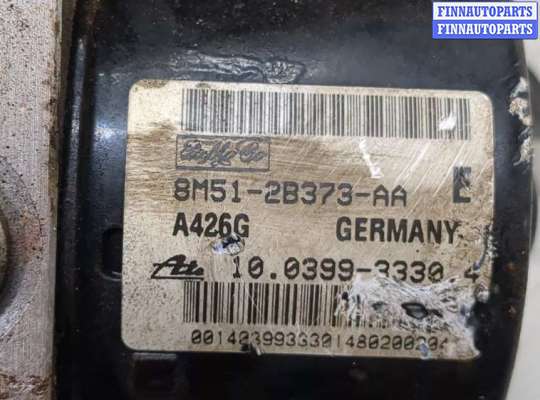 FINNAUTOPARTS
FINNAUTOPARTS
8M51-2B373-AA E
A426G GERMANY
Ate 10.0399-3330.4